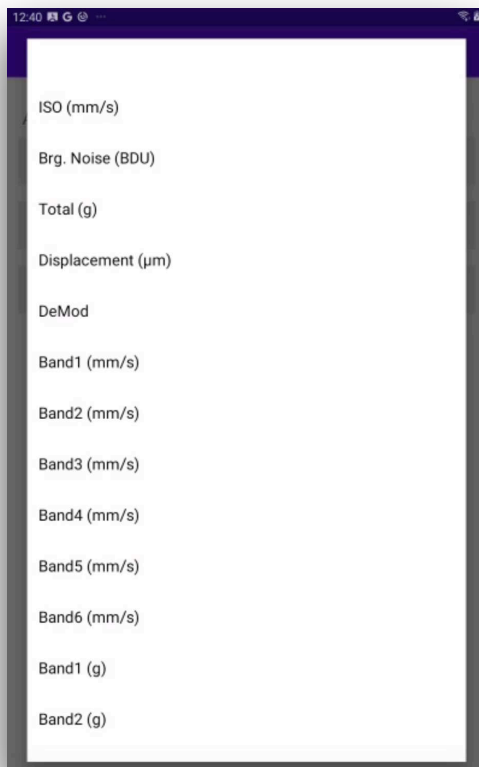 12:40 G ...
ISO (mm/s)
Brg. Noise (BDU)
Total (g)
Displacement (µm)
DeMod
Band1 (mm/s)
Band2 (mm/s)
Band3 (mm/s)
Band4 (mm/s)
Band5 (mm/s)
Band6 (mm/s)
Band1 (g)
Band2 (g)